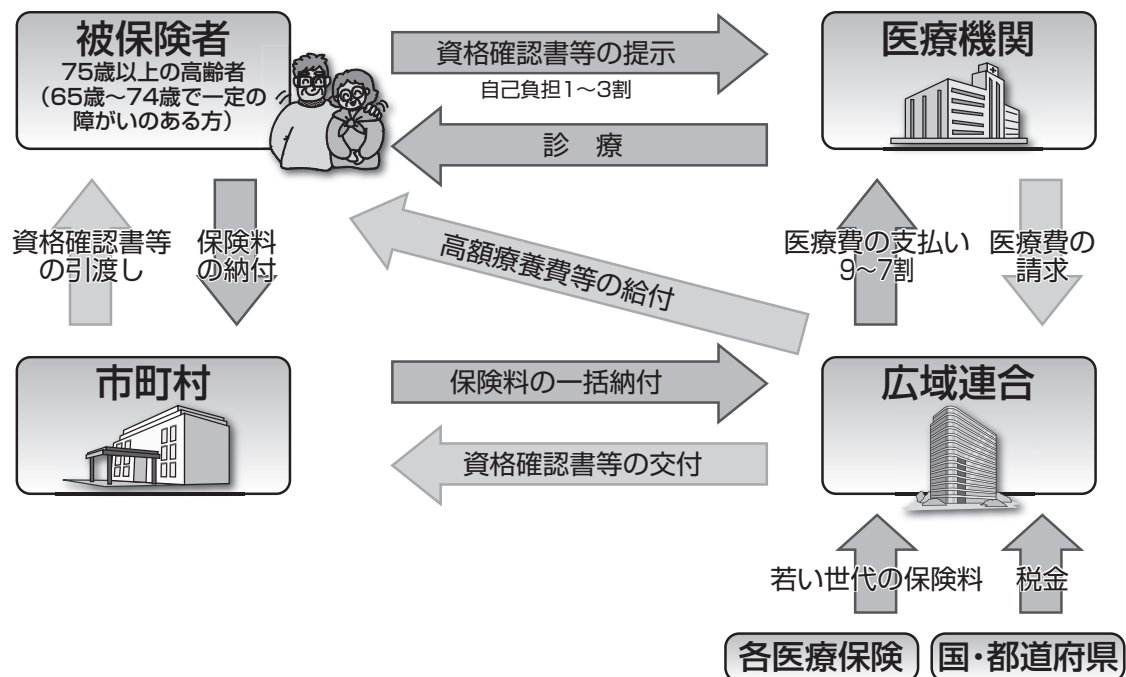 被保険者
75歳以上の高齢者
（65歳〜74歳で一定の
障がいのある方）
資格確認書等の提示
自己負担1〜3割
診　療
医療機関
資格確認書等
の引渡し
保険料
の納付
高額療養費等の給付
医療費の支払い
9〜7割
医療費の
請求
市町村
保険料の一括納付
資格確認書等の交付
広域連合
若い世代の保険料
税金
各医療保険
国・都道府県